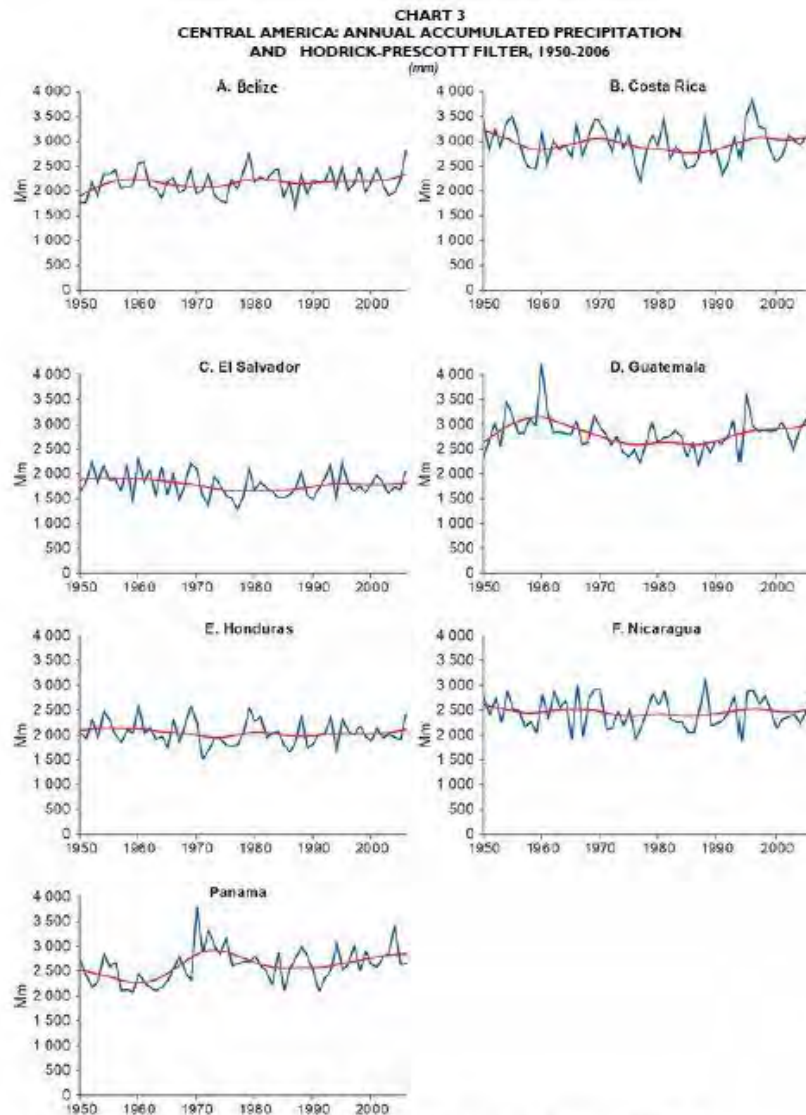 CHART 3
CENTRAL AMERICA: ANNUAL ACCUMULATED PRECIPITATION
AND HODRICK-PRESCOTT FILTER, 1950-2006
(mm)
A. Belize
4 000
3 500
3 000
2 500
2 000
1 500
1 000
500
0
Mm
1950 1960 1970 1980 1990 2000
B. Costa Rica
4 000
3 500
3 000
2 500
2 000
1 500
1 000
500
0
Mm
1950 1960 1970 1980 1990 2000
C. El Salvador
4 000
3 500
3 000
2 500
2 000
1 500
1 000
500
0
Mm
1950 1960 1970 1980 1990 2000
D. Guatemala
4 000
3 500
3 000
2 500
2 000
1 500
1 000
500
0
Mm
1950 1960 1970 1980 1990 2000
E. Honduras
4 000
3 500
3 000
2 500
2 000
1 500
1 000
500
0
Mm
1950 1960 1970 1980 1990 2000
F. Nicaragua
4 000
3 500
3 000
2 500
2 000
1 500
1 000
500
0
Mm
1950 1960 1970 1980 1990 2000
Panama
4 000
3 500
3 000
2 500
2 000
1 500
1 000
500
0
Mm
1950 1960 1970 1980 1990 2000